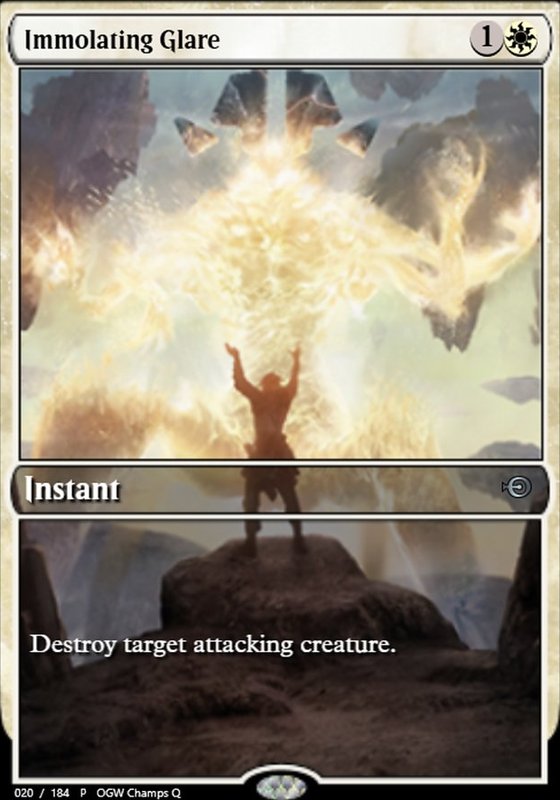 Immolating Glare 1
Instant
Destroy target attacking creature.
020 / 184 P OGW Champs Q